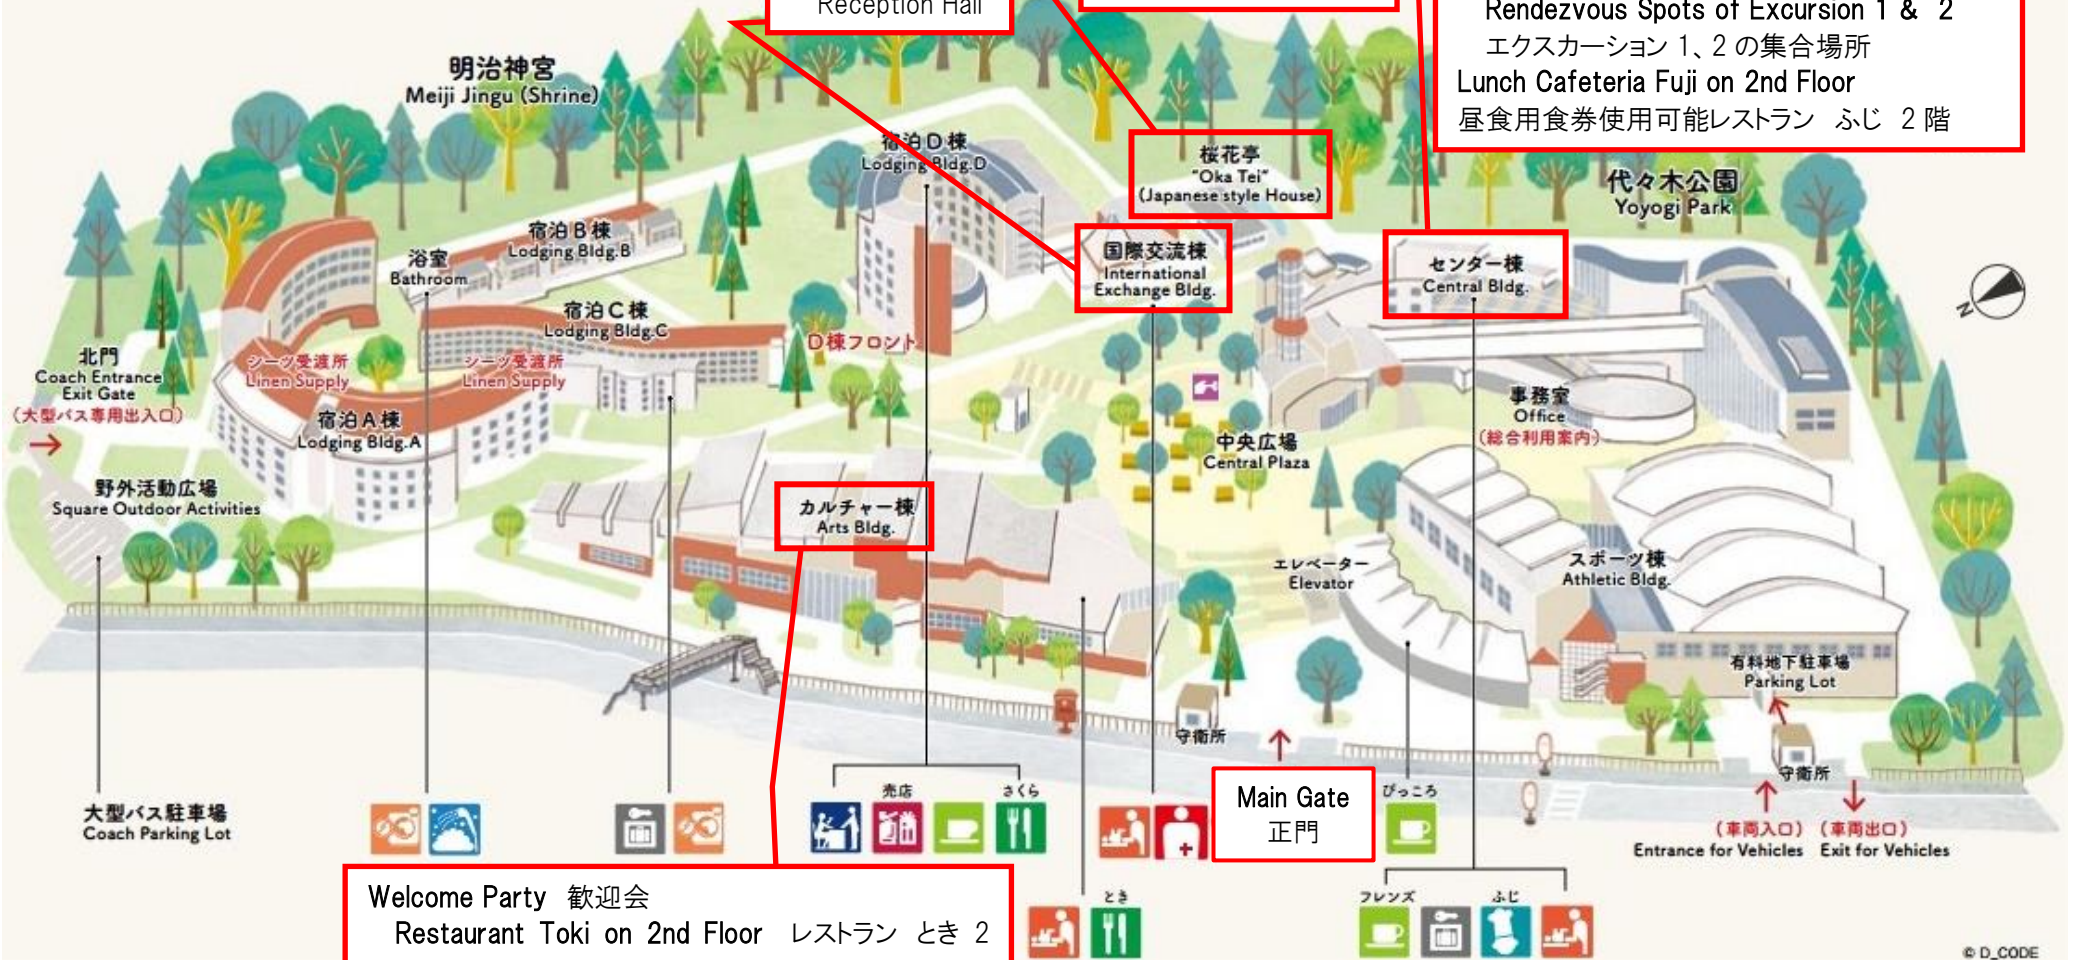 Reception Hall
Rendezvous Spots of Excursion 1 & 2
エクスカーション 1、2 の集合場所
Lunch Cafeteria Fuji on 2nd Floor
昼食用食券使用可能レストラン ふじ 2 階
明治神宮
Meiji Jingu (Shrine)
宿泊D棟
Lodging Bldg.D
桜花亭
"Oka Tei"
(Japanese style House)
代々木公園
Yoyogi Park
宿泊B棟
Lodging Bldg.B
浴室
Bathroom
国際交流棟
International
Exchange Bldg.
センター棟
Central Bldg.
N
宿泊C棟
Lodging Bldg.C
D棟フロント
北門
Coach Entrance
Exit Gate
(大型バス専用出入口)
シーツ受渡所
Linen Supply
シーツ受渡所
Linen Supply
宿泊A棟
Lodging Bldg.A
事務室
Office
(総合利用案内)
中央広場
Central Plaza
野外活動広場
Square Outdoor Activities
カルチャー棟
Arts Bldg.
エレベーター
Elevator
スポーツ棟
Athletic Bldg.
有料地下駐車場
Parking Lot
守衛所
守衛所
大型バス駐車場
Coach Parking Lot
売店
さくら
Main Gate
正門
ぴっころ
(車両入口)
Entrance for Vehicles
(車両出口)
Exit for Vehicles
Welcome Party 歓迎会
Restaurant Toki on 2nd Floor レストラン とき 2
とき
フレンズ
ふじ
© D_CODE